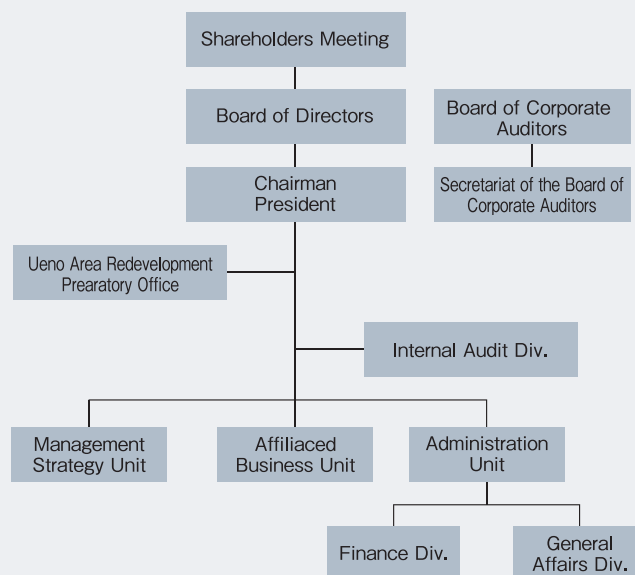 Shareholders Meeting
Board of Directors
Board of Corporate
Auditors
Chairman
President
Secretariat of the Board of
Corporate Auditors
Ueno Area Redevelopment
Prearatory Office
Internal Audit Div.
Management
Strategy Unit
Affiliaced
Business Unit
Administration
Unit
Finance Div.
General
Affairs Div.